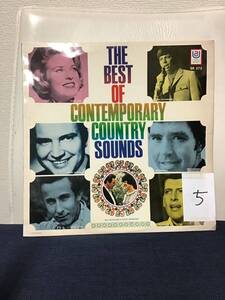 THE
BEST
OF
CONTEMPORARY
COUNTRY
SOUNDS
5